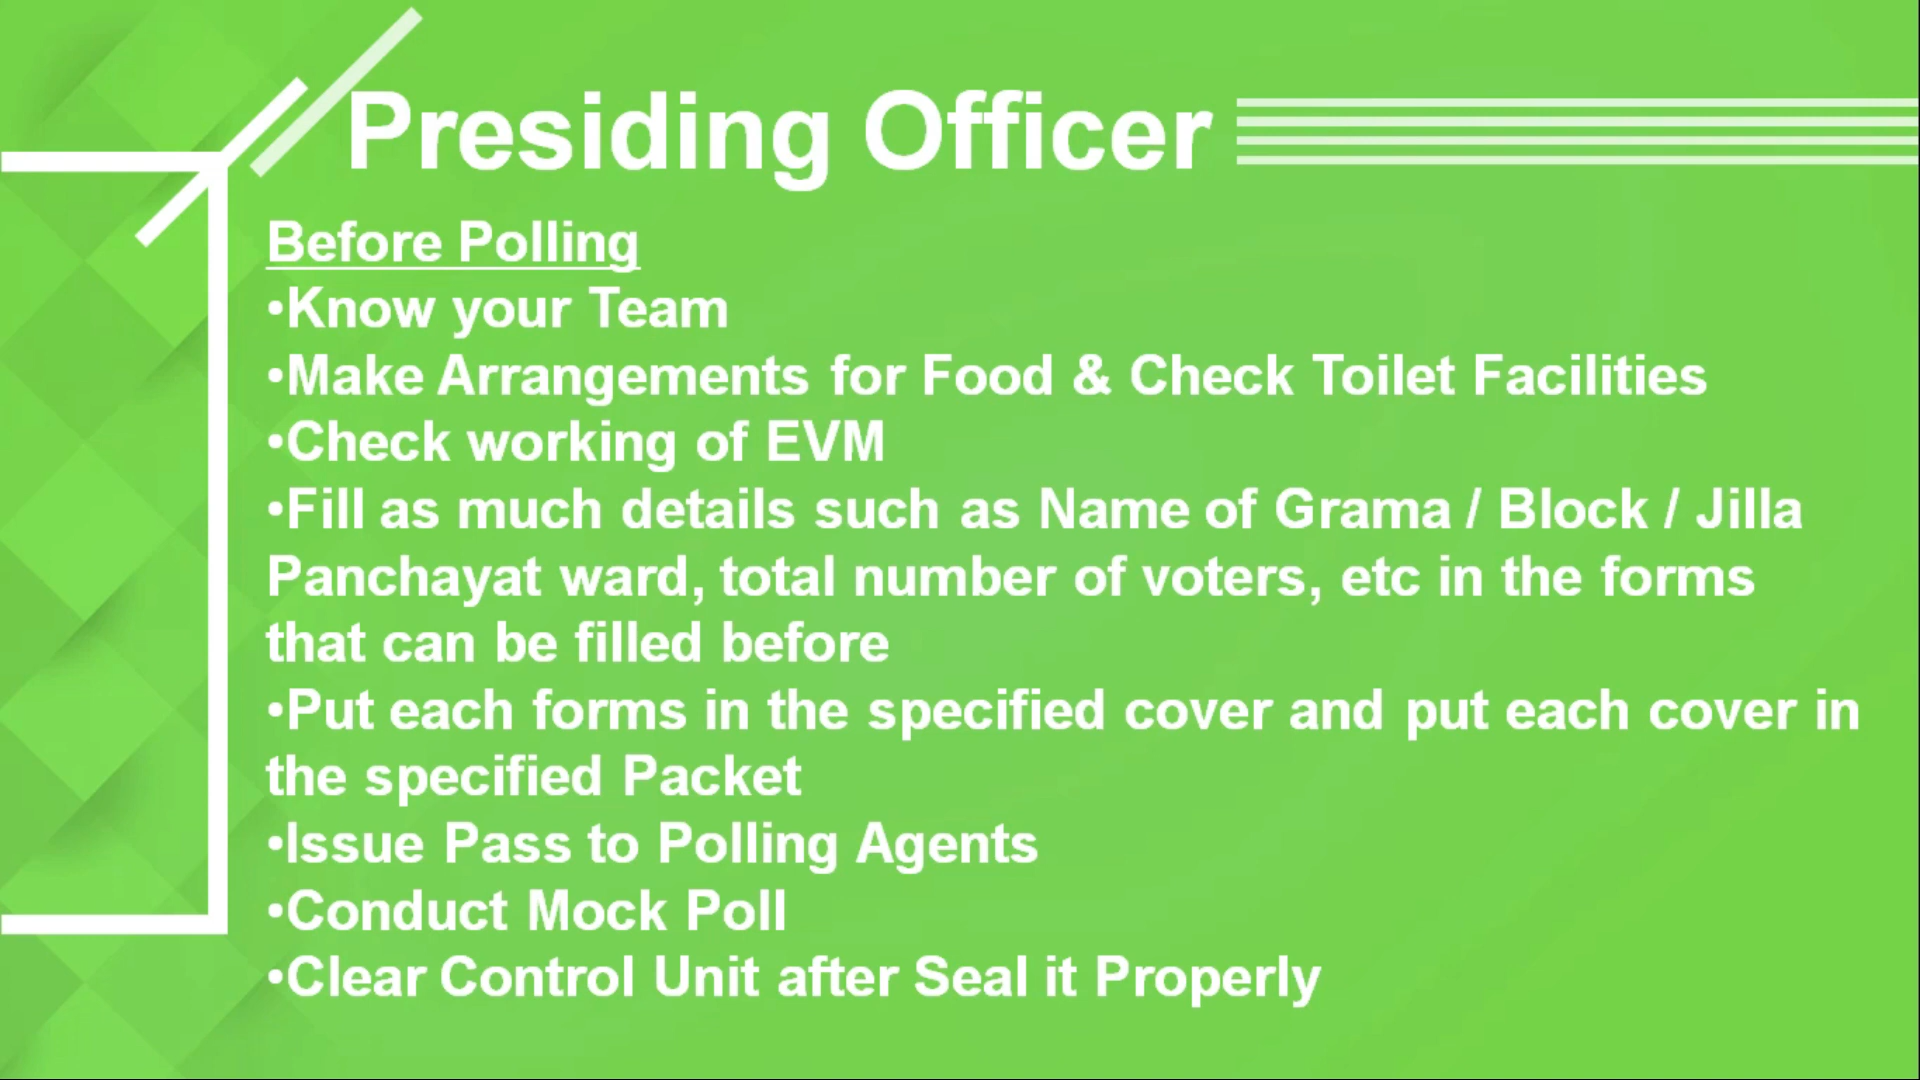 Presiding Officer
Before Polling
•Know your Team
•Make Arrangements for Food & Check Toilet Facilities
•Check working of EVM
•Fill as much details such as Name of Grama / Block / Jilla
Panchayat ward, total number of voters, etc in the forms
that can be filled before
•Put each forms in the specified cover and put each cover in
the specified Packet
•Issue Pass to Polling Agents
•Conduct Mock Poll
•Clear Control Unit after Seal it Properly